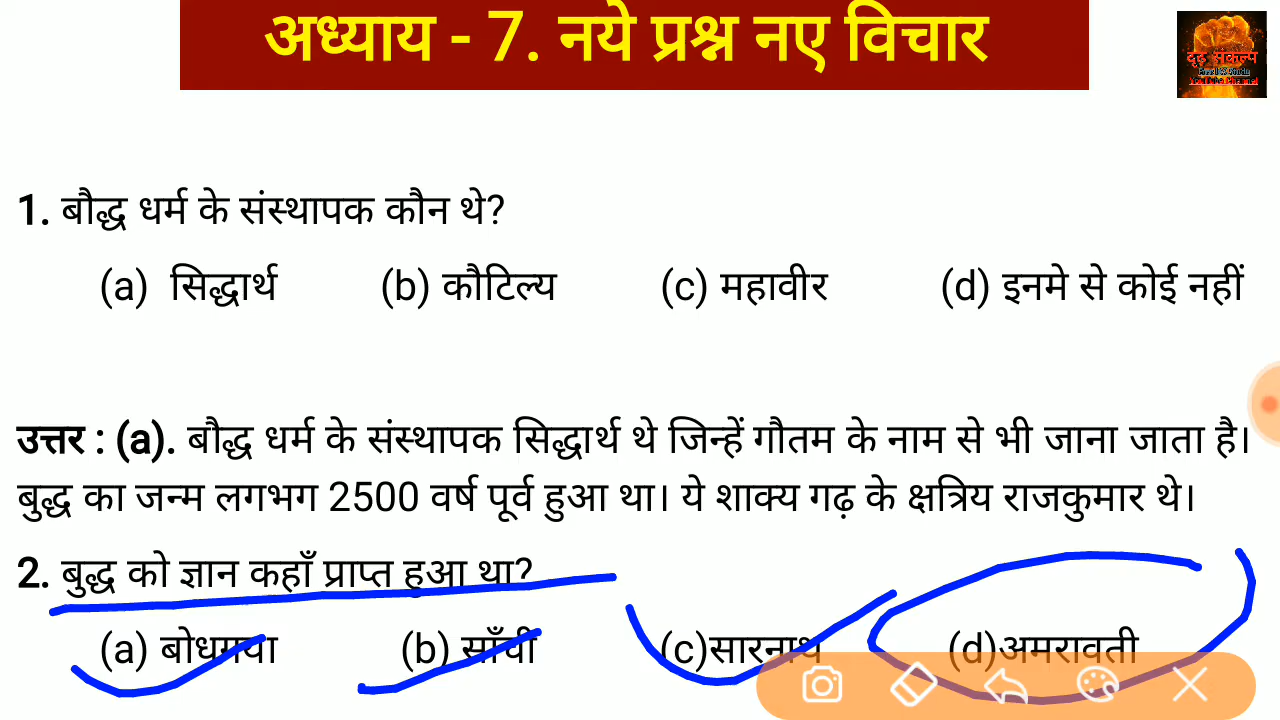 अध्याय - 7. नये प्रश्न नए विचार
दृढ़ संकल्प
1. बौद्ध धर्म के संस्थापक कौन थे?
(a) सिद्धार्थ (b) कौटिल्य (c) महावीर (d) इनमे से कोई नहीं
उत्तर : (a). बौद्ध धर्म के संस्थापक सिद्धार्थ थे जिन्हें गौतम के नाम से भी जाना जाता है।
बुद्ध का जन्म लगभग 2500 वर्ष पूर्व हुआ था। ये शाक्य गढ़ के क्षत्रिय राजकुमार थे।
2. बुद्ध को ज्ञान कहाँ प्राप्त हुआ था?
(a) बोधगया (b) साँची (c)सारनाथ (d)अमरावती